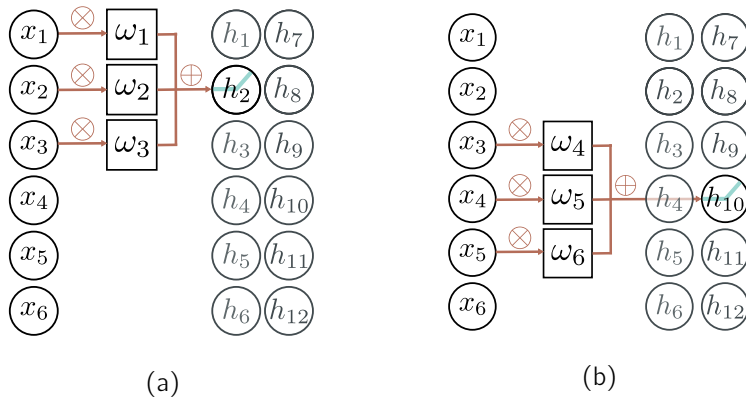 x₁ ⊗ ω₁ h₁ h₇
x₂ ⊗ ω₂ ⊕ h₂ h₈
x₃ ⊗ ω₃ h₃ h₉
x₄ h₄ h₁₀
x₅ h₅ h₁₁
x₆ h₆ h₁₂
(a)
x₁ h₁ h₇
x₂ h₂ h₈
x₃ ⊗ ω₄ h₃ h₉
x₄ ⊗ ω₅ ⊕ h₄ h₁₀
x₅ ⊗ ω₆ h₅ h₁₁
x₆ h₆ h₁₂
(b)